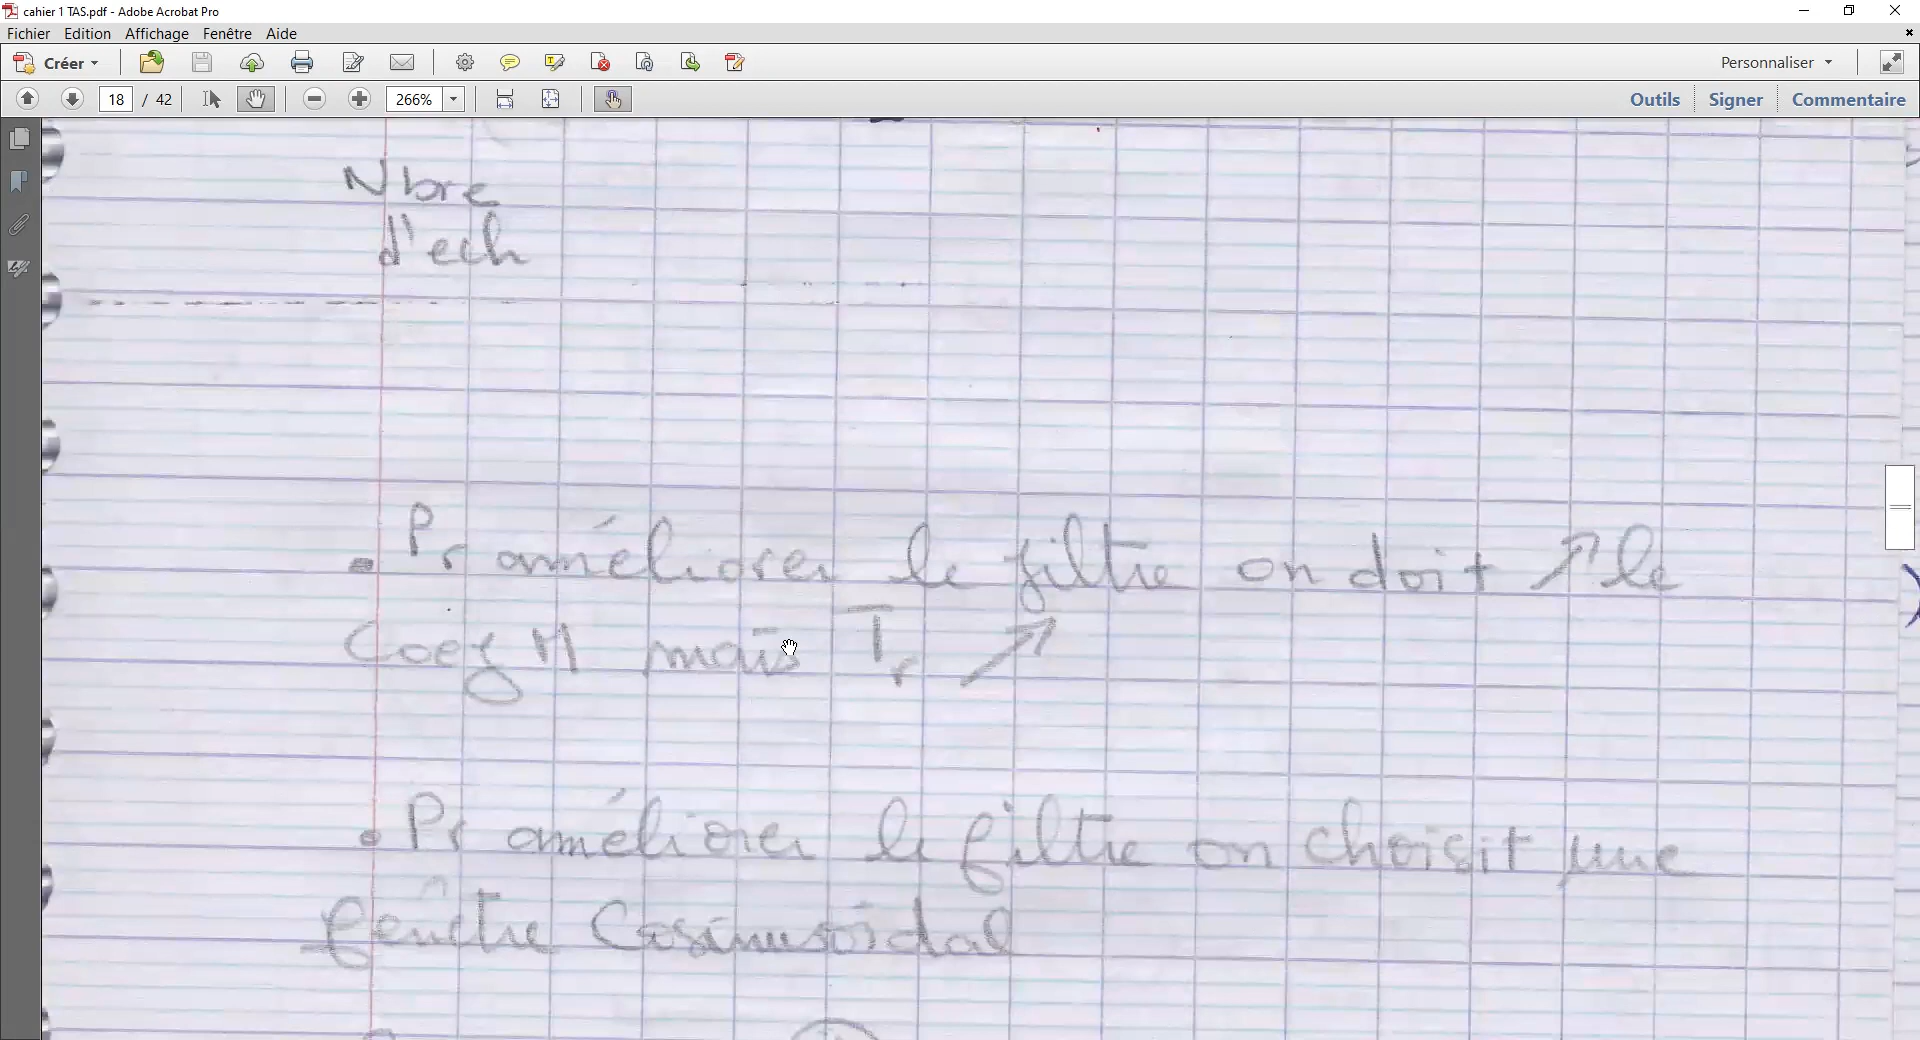 cahier 1 TAS.pdf - Adobe Acrobat Pro
Fichier Edition Affichage Fenêtre Aide
Créer
Personnaliser
18 / 42
266%
Outils Signer Commentaire
Nbre
d'ech
• Pr améliorer le filtre on doit ↗ le
Coef M mais Tr ↗
• Pr améliorer le filtre on choisit une
fenêtre Cosinusoidal